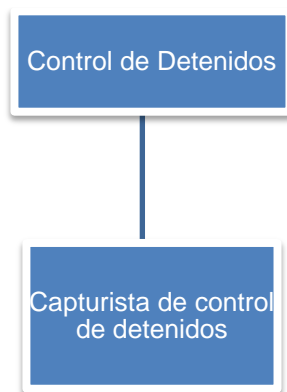 Control de Detenidos
Capturista de control
de detenidos